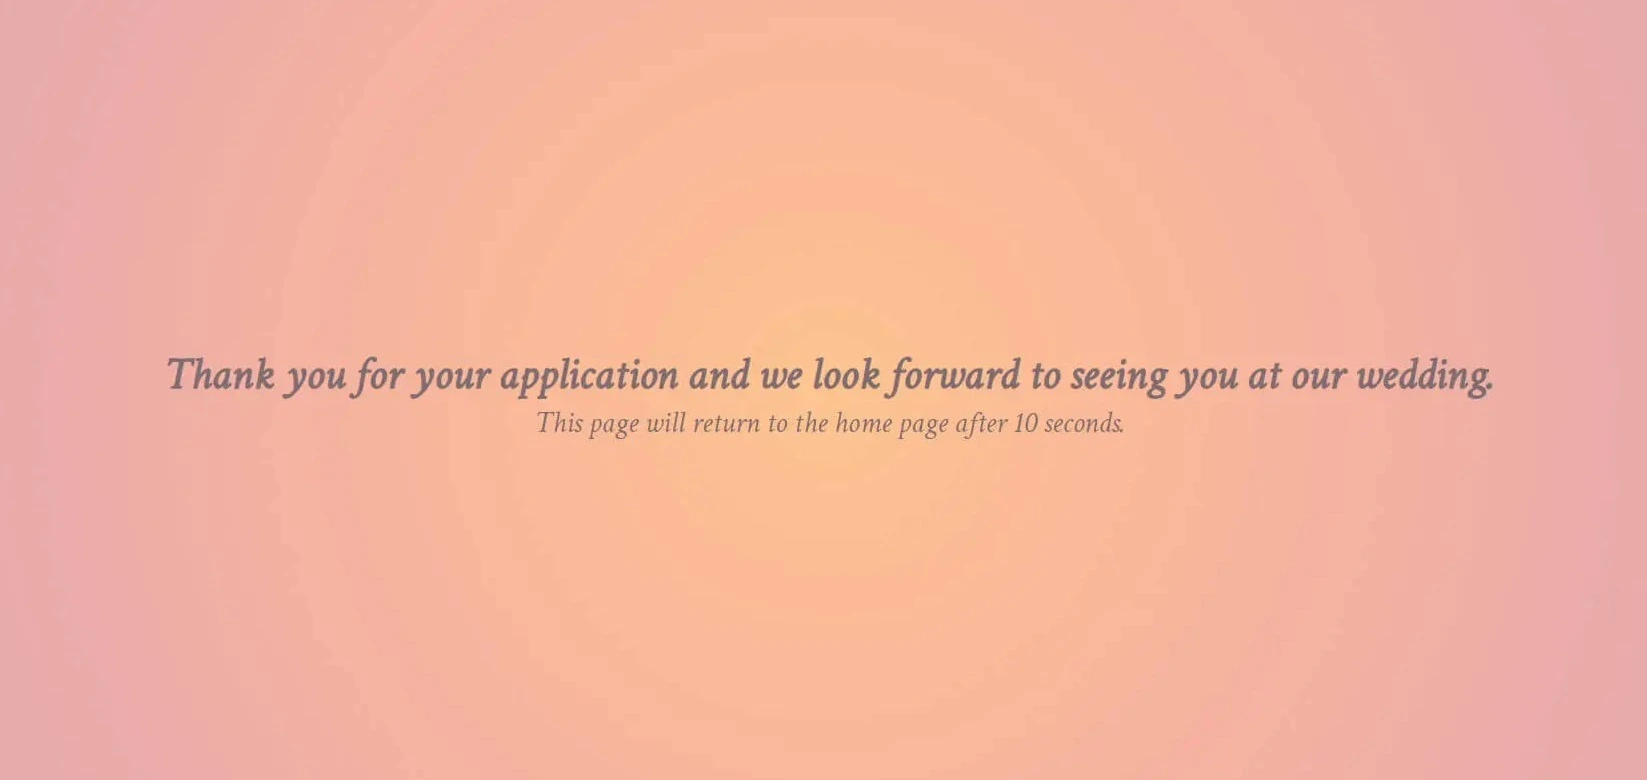 Thank you for your application and we look forward to seeing you at our wedding.
This page will return to the home page after 10 seconds.